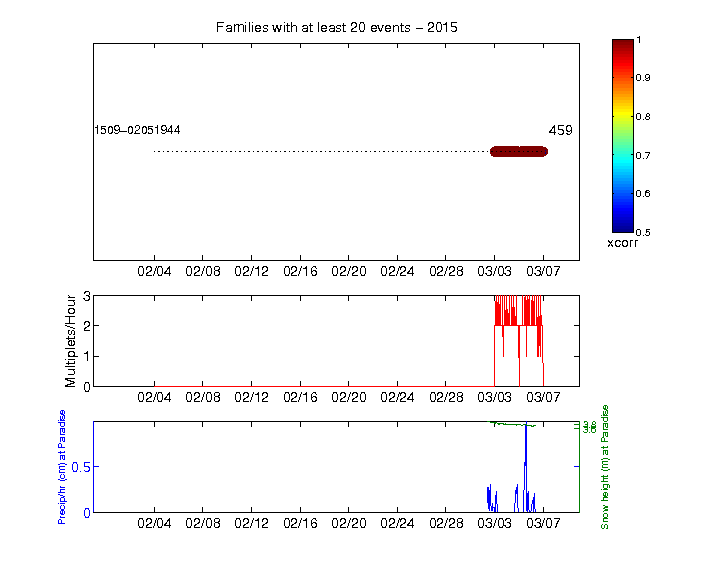 Families with at least 20 events − 2015
1509−02051944
459
02/04 02/08 02/12 02/16 02/20 02/24 02/28 03/03 03/07
1
0.9
0.8
0.7
0.6
0.5
xcorr
Multiplets/Hour
3
2
1
0
02/04 02/08 02/12 02/16 02/20 02/24 02/28 03/03 03/07
Precip/hr (cm) at Paradise
0.5
0
02/04 02/08 02/12 02/16 02/20 02/24 02/28 03/03 03/07
Snow height (m) at Paradise